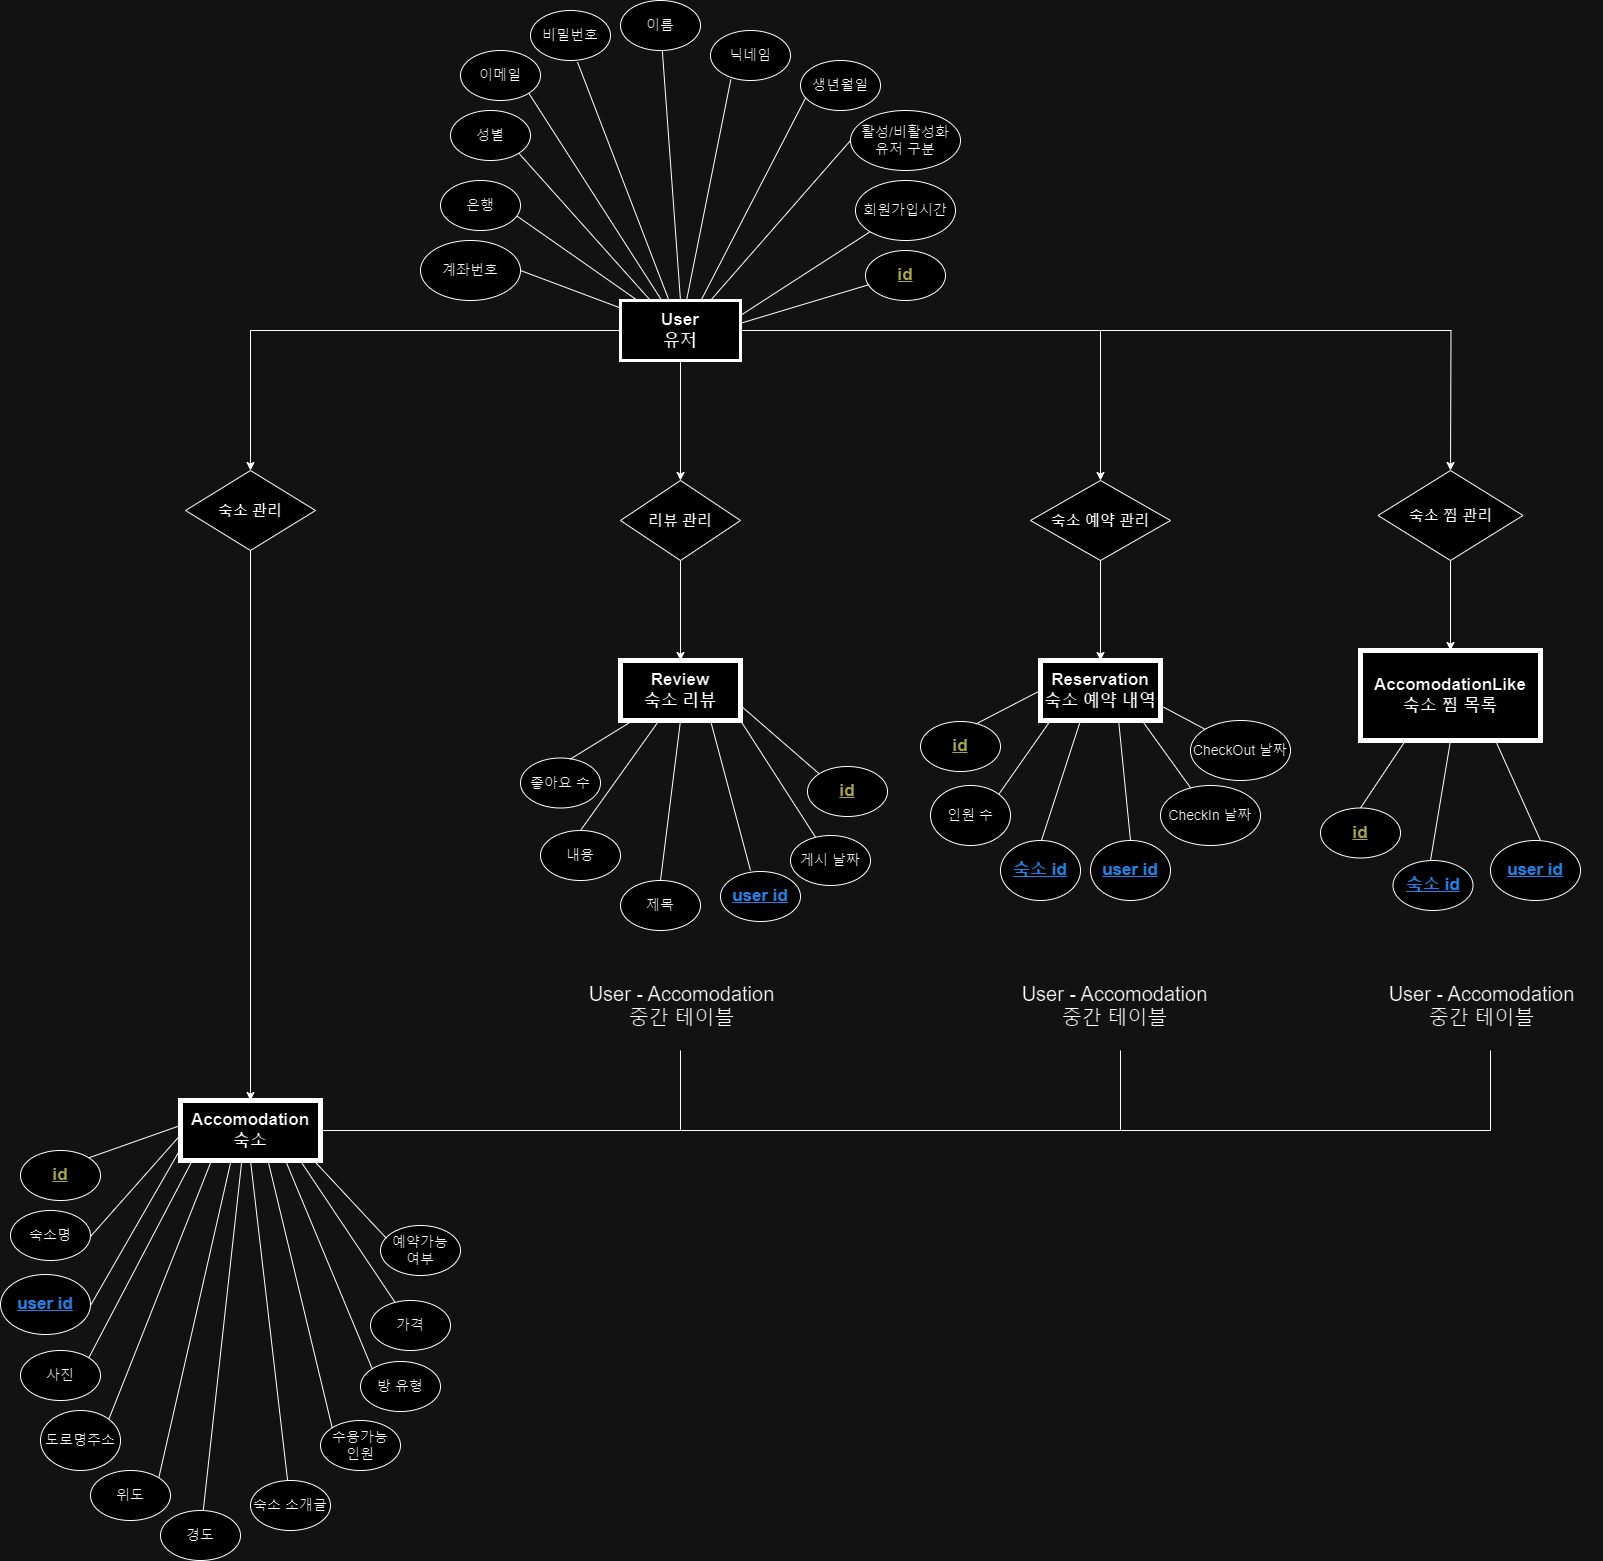 이름
비밀번호
닉네임
이메일
생년월일
성별
활성/비활성화
유저 구분
은행
회원가입시간
계좌번호
id
User
유저
숙소 관리
리뷰 관리
숙소 예약 관리
숙소 찜 관리
Review
숙소 리뷰
Reservation
숙소 예약 내역
AccomodationLike
숙소 찜 목록
좋아요 수
내용
제목
user id
게시 날짜
id
id
인원 수
숙소 id
user id
CheckIn 날짜
CheckOut 날짜
id
숙소 id
user id
User - Accomodation
중간 테이블
User - Accomodation
중간 테이블
User - Accomodation
중간 테이블
Accomodation
숙소
id
숙소명
user id
사진
도로명주소
위도
경도
숙소 소개글
수용가능
인원
방 유형
가격
예약가능
여부